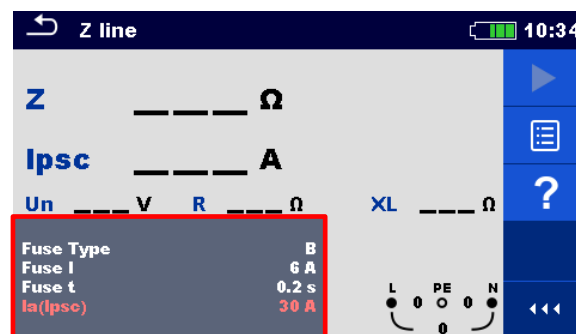 Z line 10:34
Z ___ Ω
Ipsc ___ A
Un ___ V R ___ Ω XL ___ Ω
Fuse Type B
Fuse I 6 A
Fuse t 0.2 s
Ia(Ipsc) 30 A
L PE N
0 0
0
?